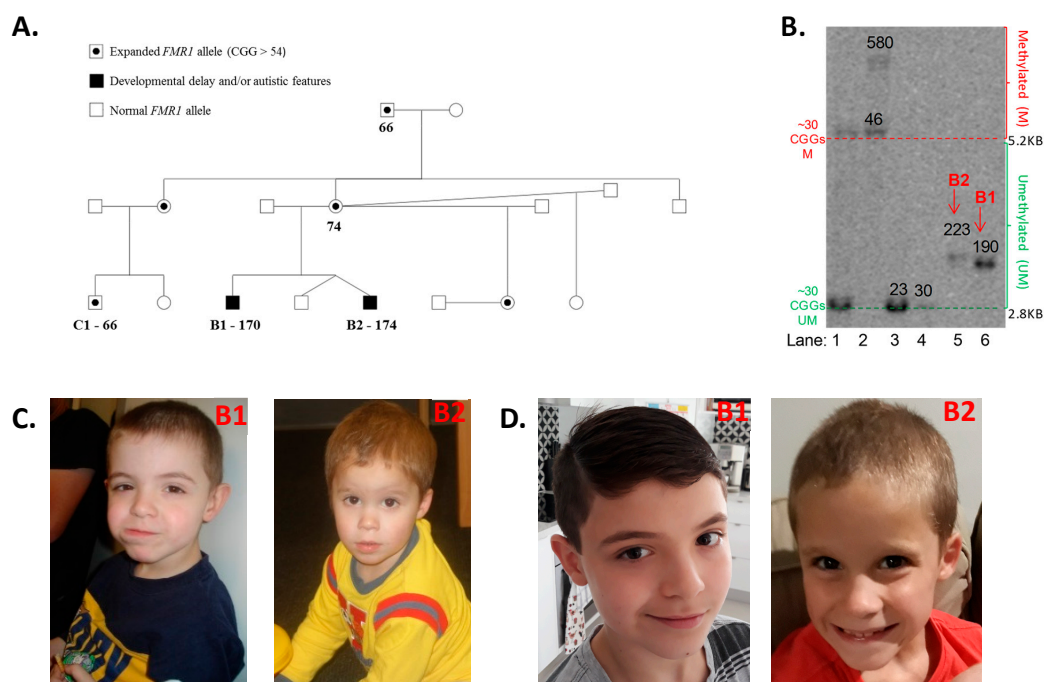 A.
Expanded FMR1 allele (CGG > 54)
Developmental delay and/or autistic features
Normal FMR1 allele
66
74
C1 - 66
B1 - 170
B2 - 174
B.
580
46
~30
CGGs
M
Methylated (M)
5.2KB
B2
B1
223
190
Umethylated (UM)
~30
CGGs
UM
23
30
2.8KB
Lane: 1 2 3 4 5 6
C.
B1
B2
D.
B1
B2